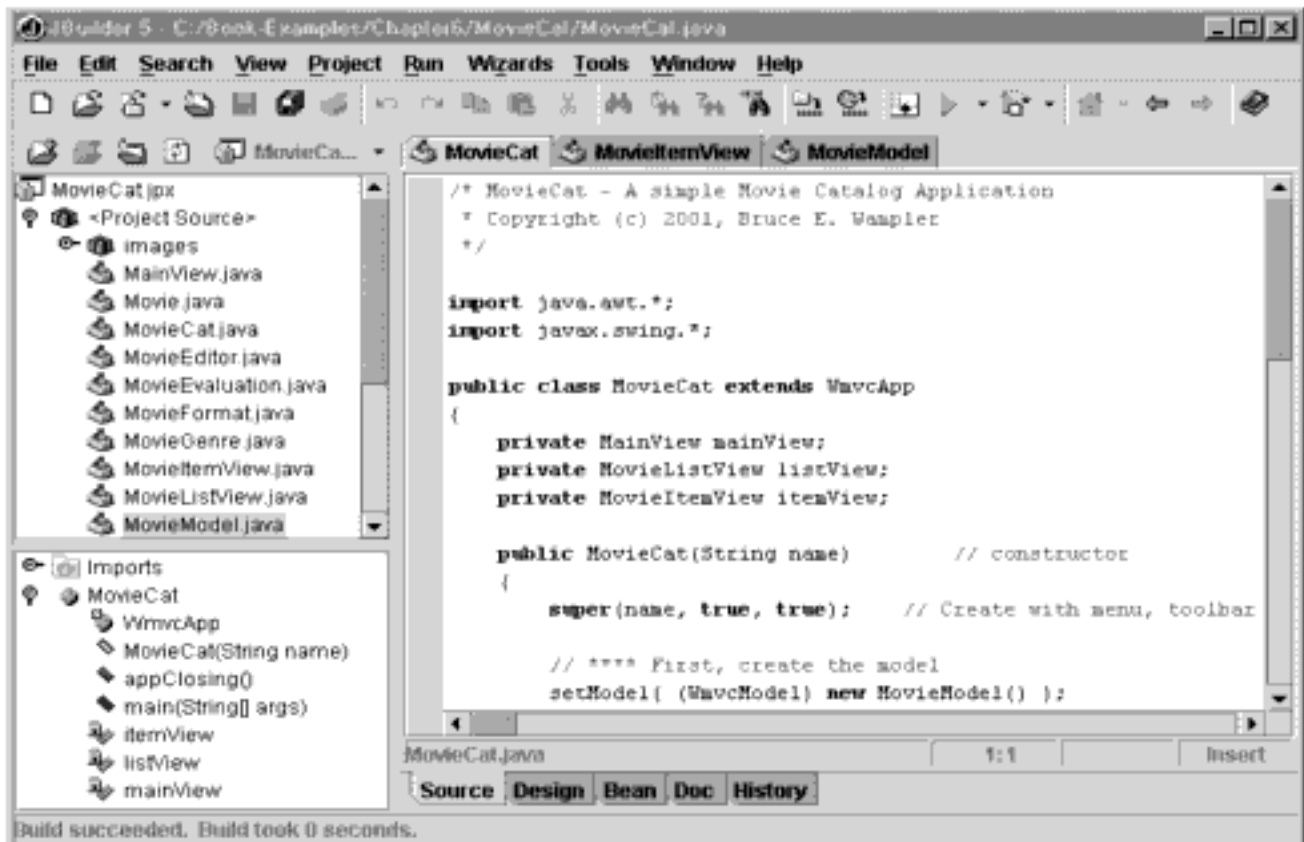 JBuilder 5 - C:/Book-Examples/Chapter6/MovieCat/MovieCat.java
File Edit Search View Project Run Wizards Tools Window Help
MovieCa...
MovieCat.jpx
<Project Source>
images
MainView.java
Movie.java
MovieCat.java
MovieEditor.java
MovieEvaluation.java
MovieFormat.java
MovieGenre.java
MovieItemView.java
MovieListView.java
MovieModel.java
Imports
MovieCat
WmvcApp
MovieCat(String name)
appClosing()
main(String[] args)
itemView
listView
mainView
MovieCat MovieItemView MovieModel
/* MovieCat - A simple Movie Catalog Application
* Copyright (c) 2001, Bruce E. Wampler
*/
import java.awt.*;
import javax.swing.*;
public class MovieCat extends WmvcApp
{
private MainView mainView;
private MovieListView listView;
private MovieItemView itemView;
public MovieCat(String name) // constructor
{
super(name, true, true); // Create with menu, toolbar
// **** First, create the model
setModel( (WmvcModel) new MovieModel() );
MovieCat.java 1:1 Insert
Source Design Bean Doc History
Build succeeded. Build took 0 seconds.